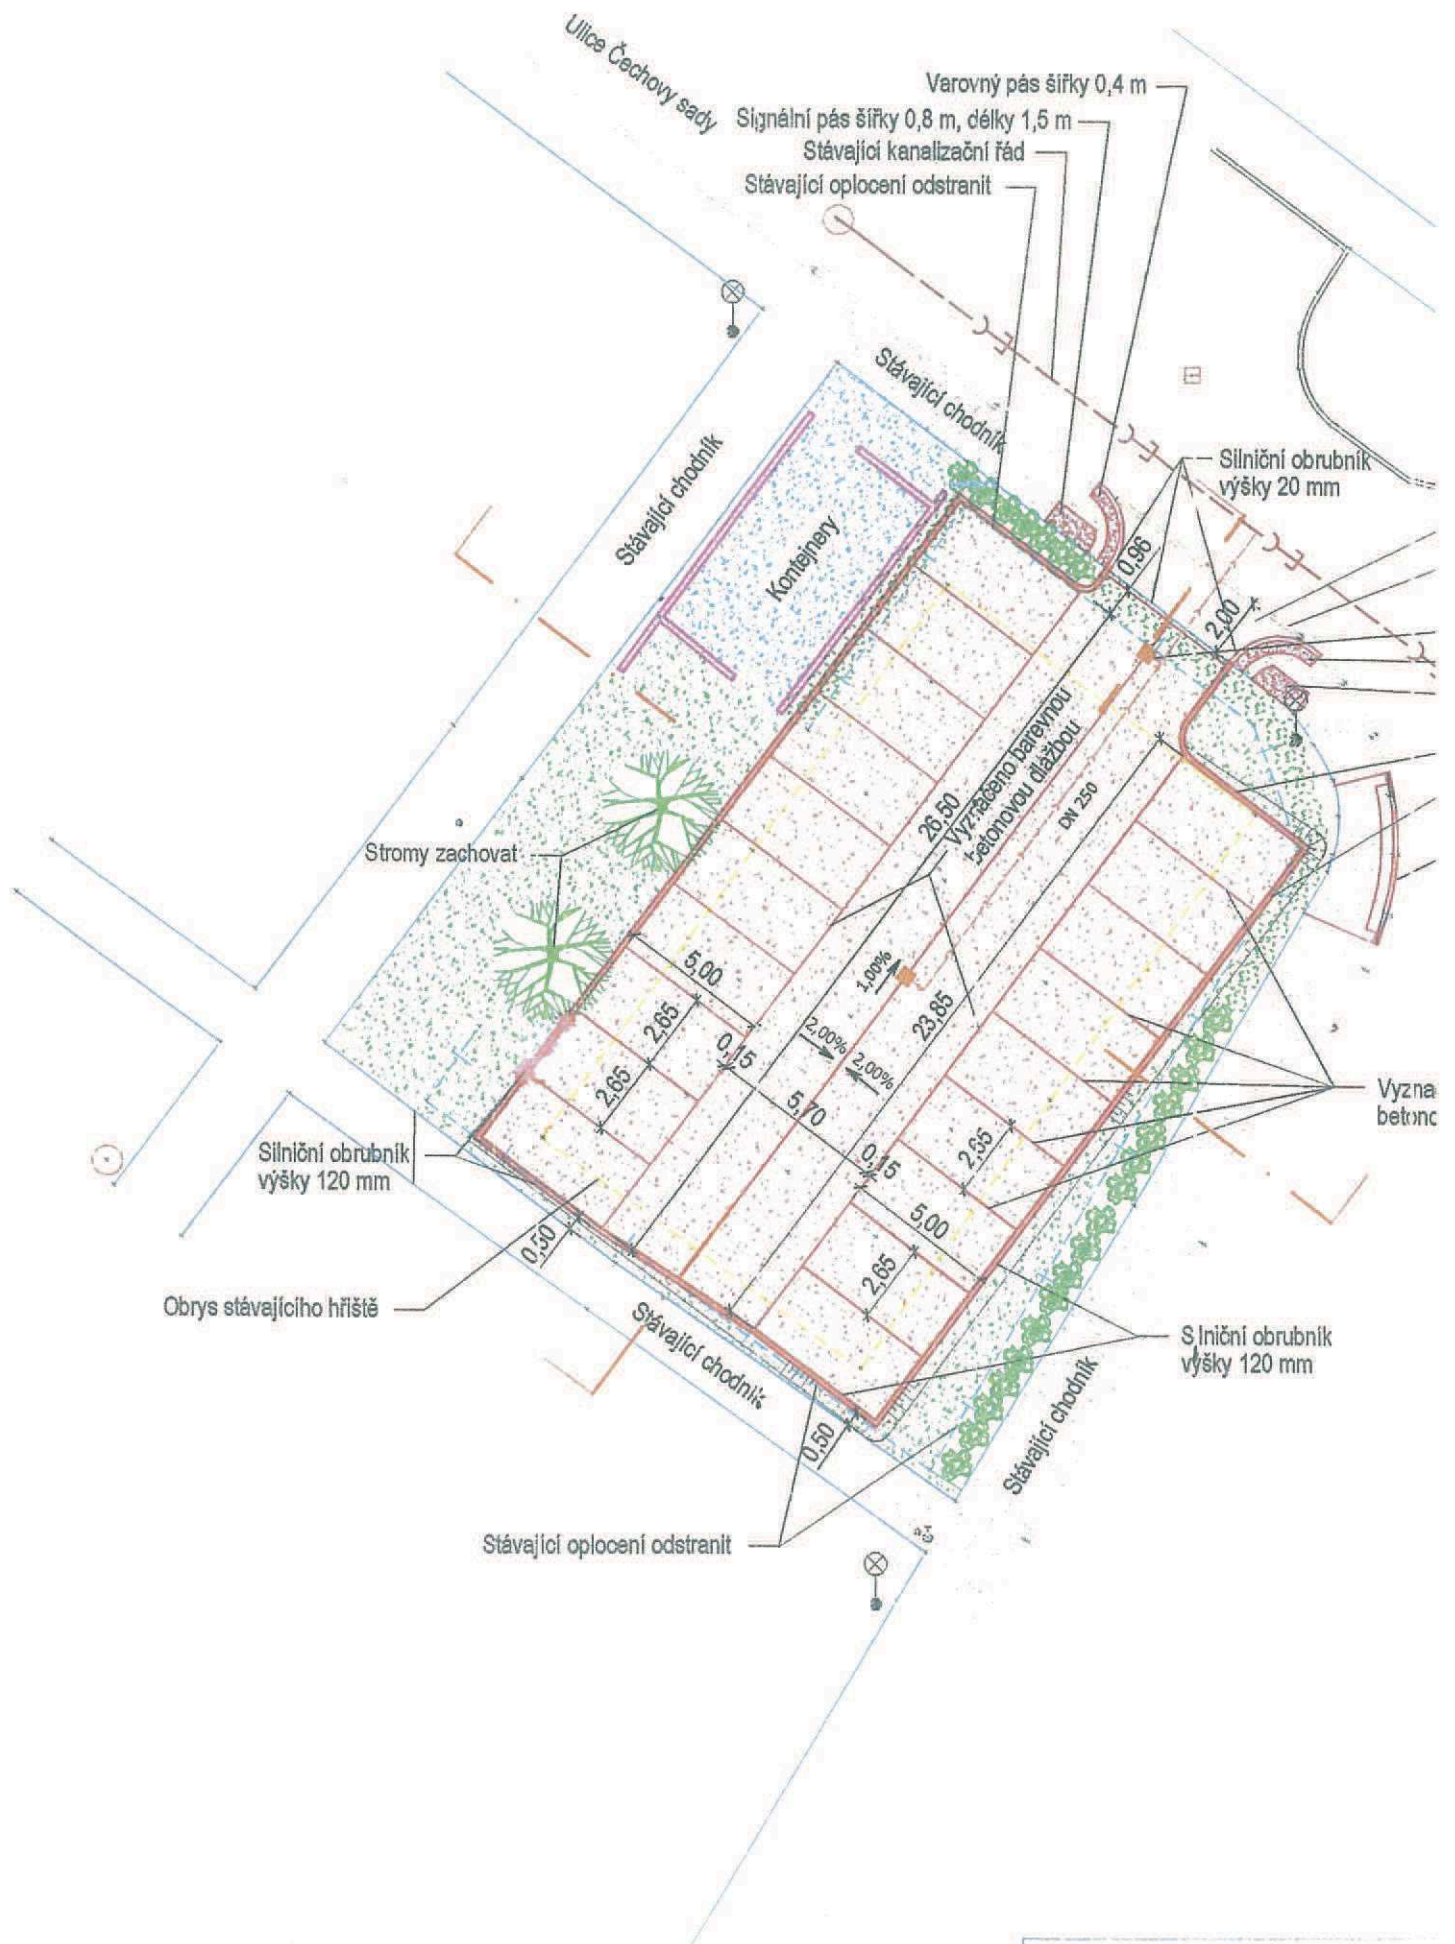 Ulice Čechovy sady
Varovný pás šířky 0,4 m
Signální pás šířky 0,8 m, délky 1,5 m
Stávající kanalizační řád
Stávající oplocení odstranit
Stávající chodník
Silniční obrubník
výšky 20 mm
Stávající chodník
Kontejnery
0,96
2,00
26,50
Vyznačeno barevnou
betonovou dlážbou
DN 250
Stromy zachovat
5,00
2,65
2,65
0,15
1,00%
2,00%
2,00%
23,85
5,70
0,15
2,65
5,00
2,65
Vyzna
betono
Silniční obrubník
výšky 120 mm
0,50
Obrys stávajícího hřiště
Stávající chodník
Silniční obrubník
výšky 120 mm
0,50
Stávající chodník
Stávající oplocení odstranit